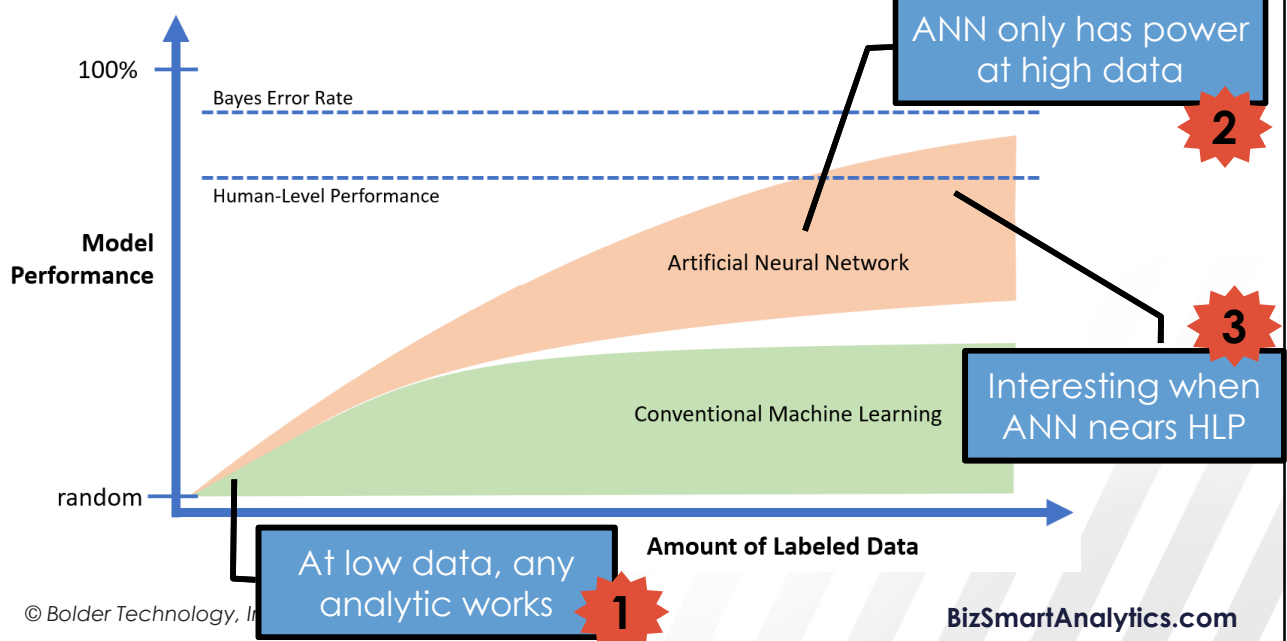 ANN only has power
at high data
2
100%
Bayes Error Rate
Human-Level Performance
Model
Performance
Artificial Neural Network
3
Interesting when
ANN nears HLP
Conventional Machine Learning
random
Amount of Labeled Data
At low data, any
analytic works
1
© Bolder Technology,
BizSmartAnalytics.com